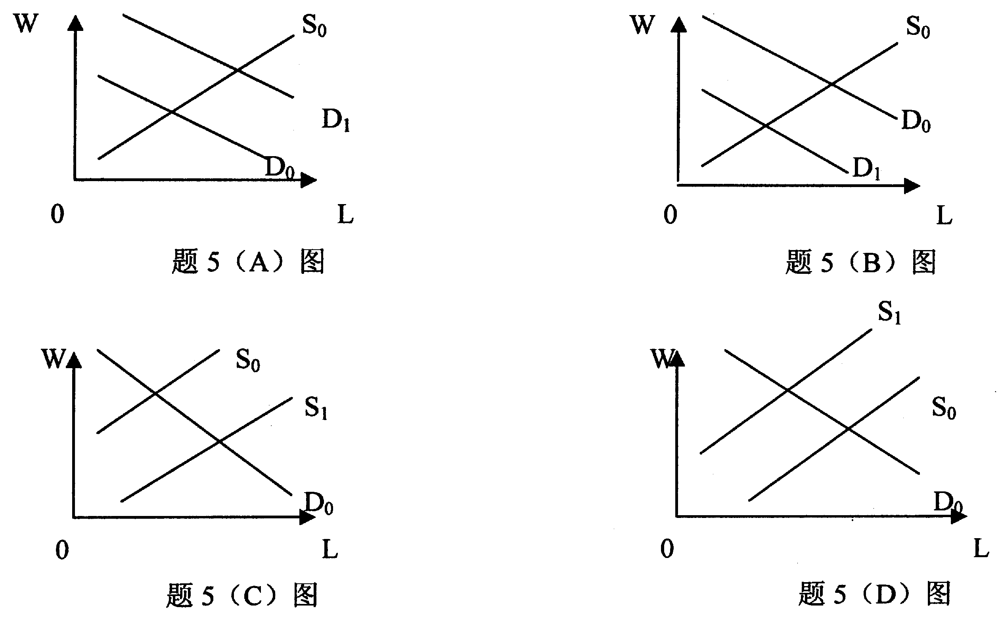 W S₀
D₁
D₀
0 L
题 5（A）图
W S₀
D₀
D₁
0 L
题 5（B）图
W S₀
S₁
D₀
0 L
题 5（C）图
S₁
W
S₀
D₀
0 L
题 5（D）图